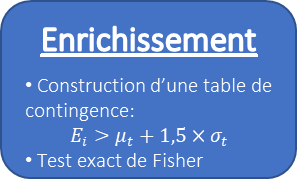 Enrichissement
• Construction d'une table de
contingence:
𝐸ᵢ > 𝜇ₜ + 1,5 × 𝜎ₜ
• Test exact de Fisher